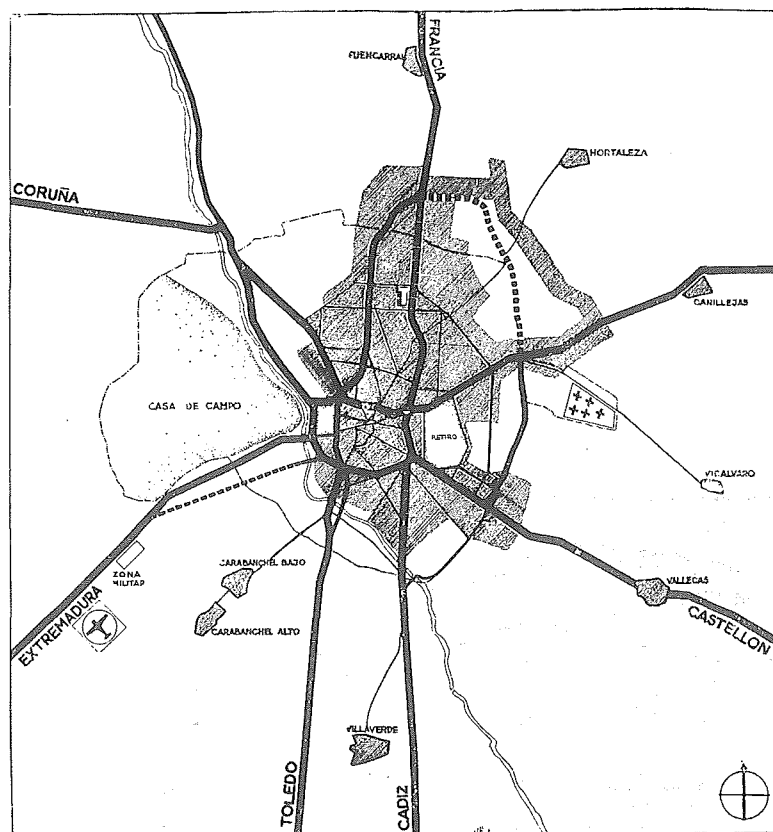 FRANCIA
FUENCARRAL
HORTALEZA
CORUÑA
CANILLEJAS
CASA DE CAMPO
RETIRO
VICALVARO
ZONA
MILITAR
CARABANCHEL BAJO
VALLECAS
EXTREMADURA
CARABANCHEL ALTO
CASTELLON
VILLAVERDE
TOLEDO
CADIZ